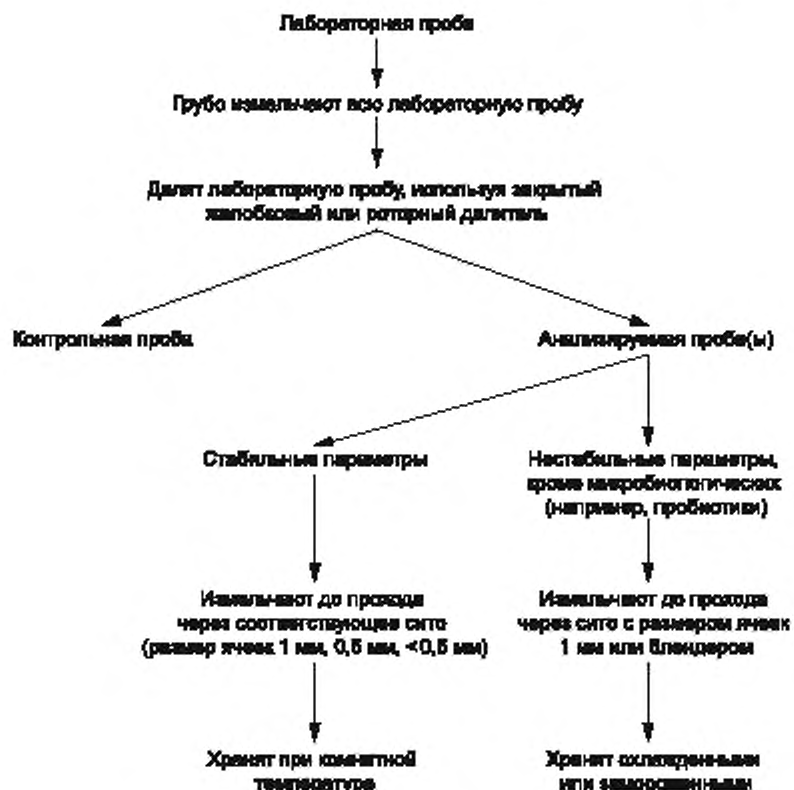 Лабораторная проба
Грубо измельчают всю лабораторную пробу
Делят лабораторную пробу, используя закрытый
желобковый или роторный делитель
Контрольная проба
Анализируемая проба(ы)
Стабильные параметры
Нестабильные параметры,
кроме микробиологических
(например, пробиотики)
Измельчают до прохода
через соответствующее сито
(размер ячеек 1 мм, 0,5 мм, <0,5 мм)
Измельчают до прохода
через сито с размером ячеек
1 мм или блендером
Хранят при комнатной
температуре
Хранят охлажденными
или замороженными